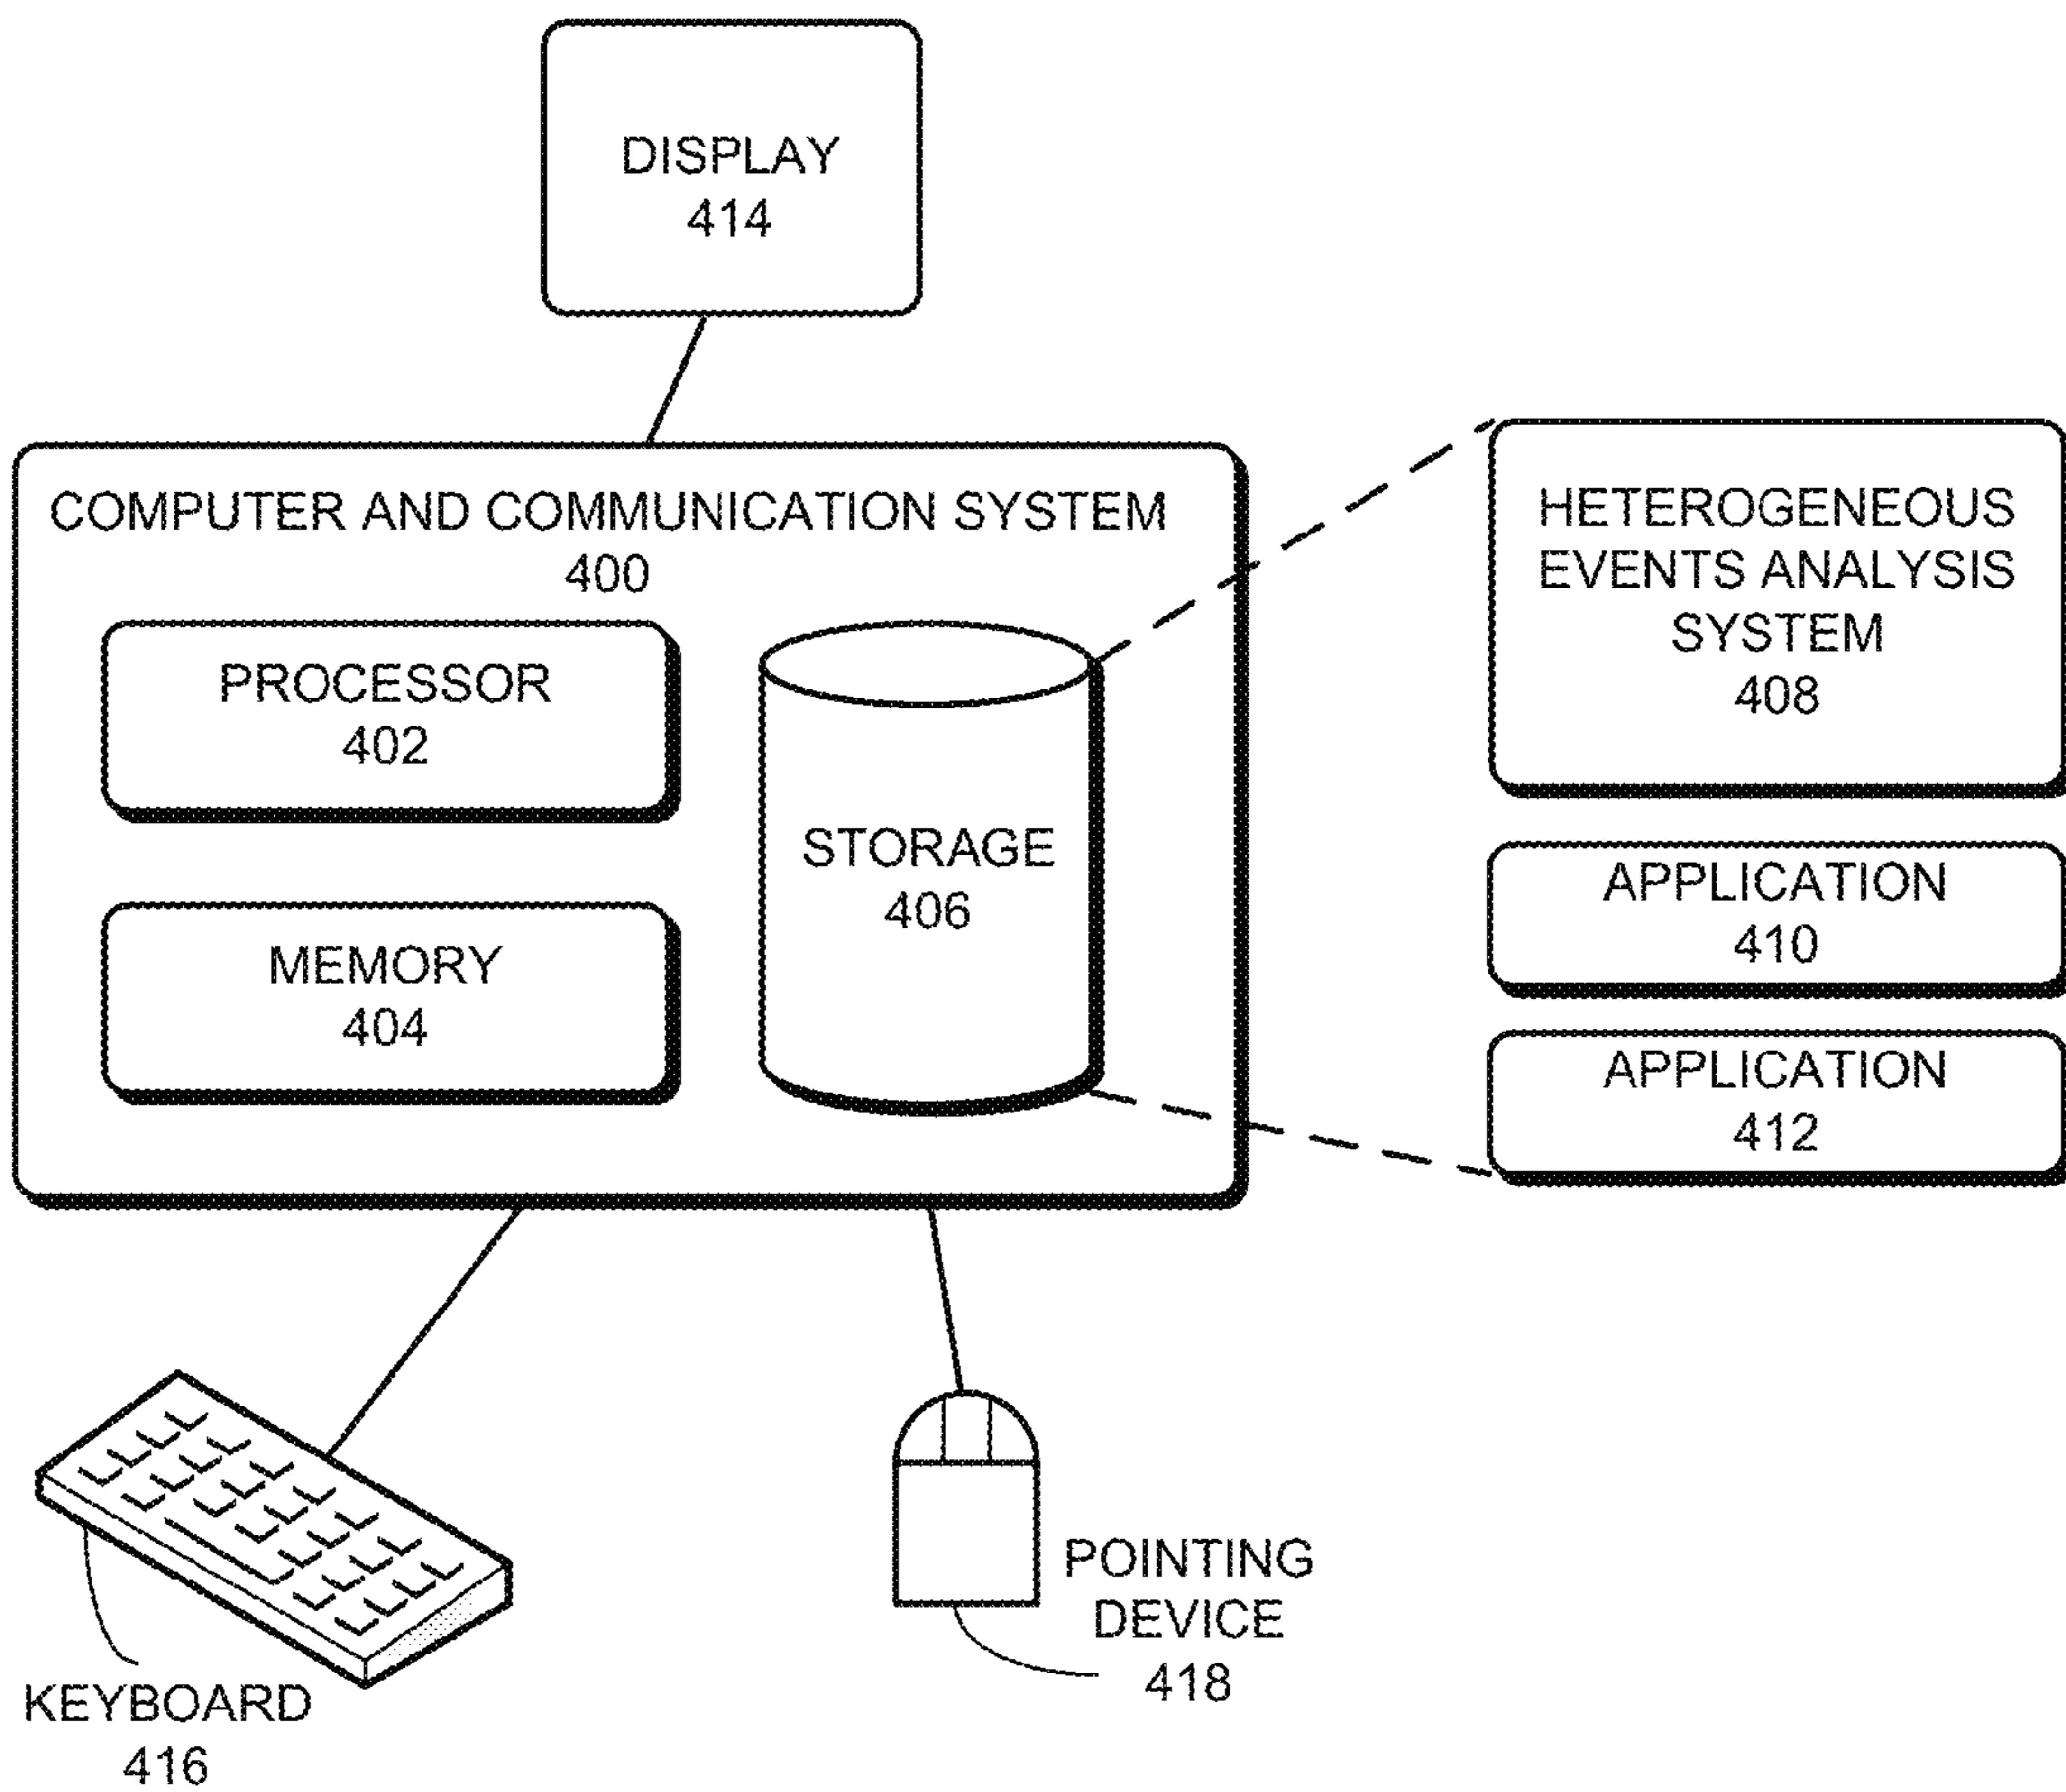 DISPLAY
414
COMPUTER AND COMMUNICATION SYSTEM
400
PROCESSOR
402
MEMORY
404
STORAGE
406
HETEROGENEOUS
EVENTS ANALYSIS
SYSTEM
408
APPLICATION
410
APPLICATION
412
KEYBOARD
416
POINTING
DEVICE
418